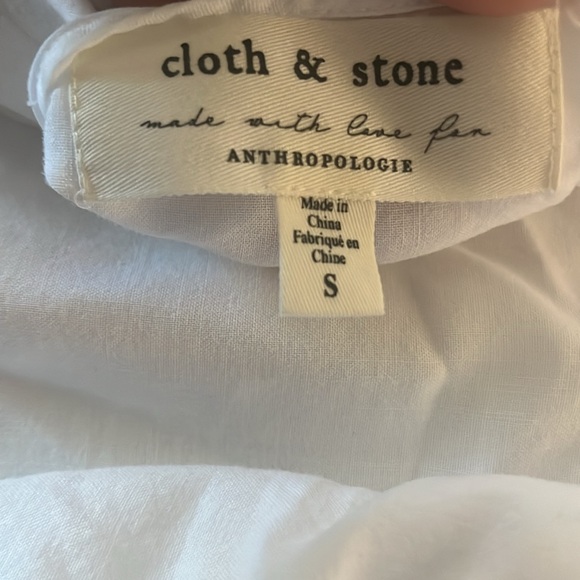 cloth & stone
made with love for
ANTHROPOLOGIE
Made in
China
Fabriqué en
Chine
S